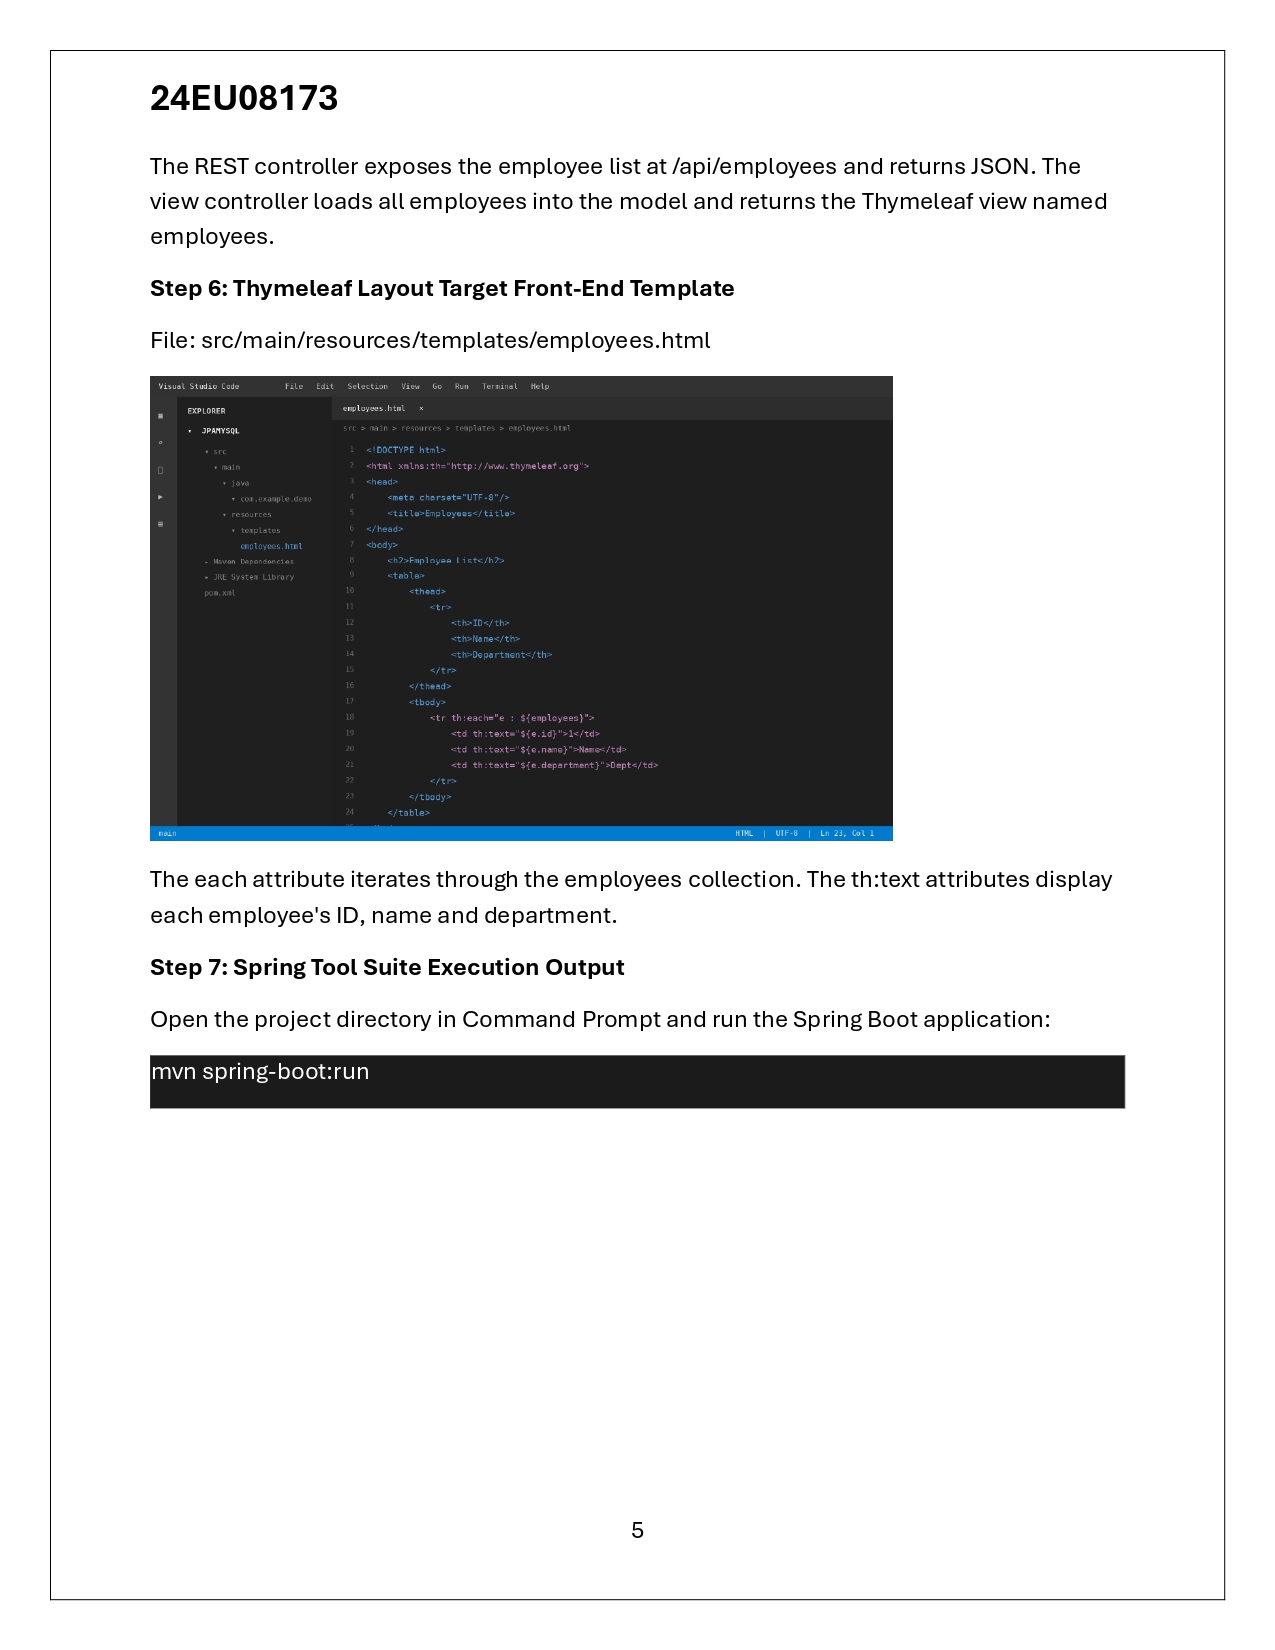 24EU08173
The REST controller exposes the employee list at /api/employees and returns JSON. The
view controller loads all employees into the model and returns the Thymeleaf view named
employees.
Step 6: Thymeleaf Layout Target Front-End Template
File: src/main/resources/templates/employees.html
Visual Studio Code File Edit Selection View Go Run Terminal Help
EXPLORER
JPAMYSQL
src
main
java
com.example.demo
resources
templates
employees.html
Maven Dependencies
JRE System Library
pom.xml
employees.html ×
src > main > resources > templates > employees.html
1 <!DOCTYPE html>
2 <html xmlns:th="http://www.thymeleaf.org">
3 <head>
4 <meta charset="UTF-8"/>
5 <title>Employees</title>
6 </head>
7 <body>
8 <h2>Employee List</h2>
9 <table>
10 <thead>
11 <tr>
12 <th>ID</th>
13 <th>Name</th>
14 <th>Department</th>
15 </tr>
16 </thead>
17 <tbody>
18 <tr th:each="e : ${employees}">
19 <td th:text="${e.id}">1</td>
20 <td th:text="${e.name}">Name</td>
21 <td th:text="${e.department}">Dept</td>
22 </tr>
23 </tbody>
24 </table>
main HTML | UTF-8 | Ln 23, Col 1
The each attribute iterates through the employees collection. The th:text attributes display
each employee's ID, name and department.
Step 7: Spring Tool Suite Execution Output
Open the project directory in Command Prompt and run the Spring Boot application:
mvn spring-boot:run
5